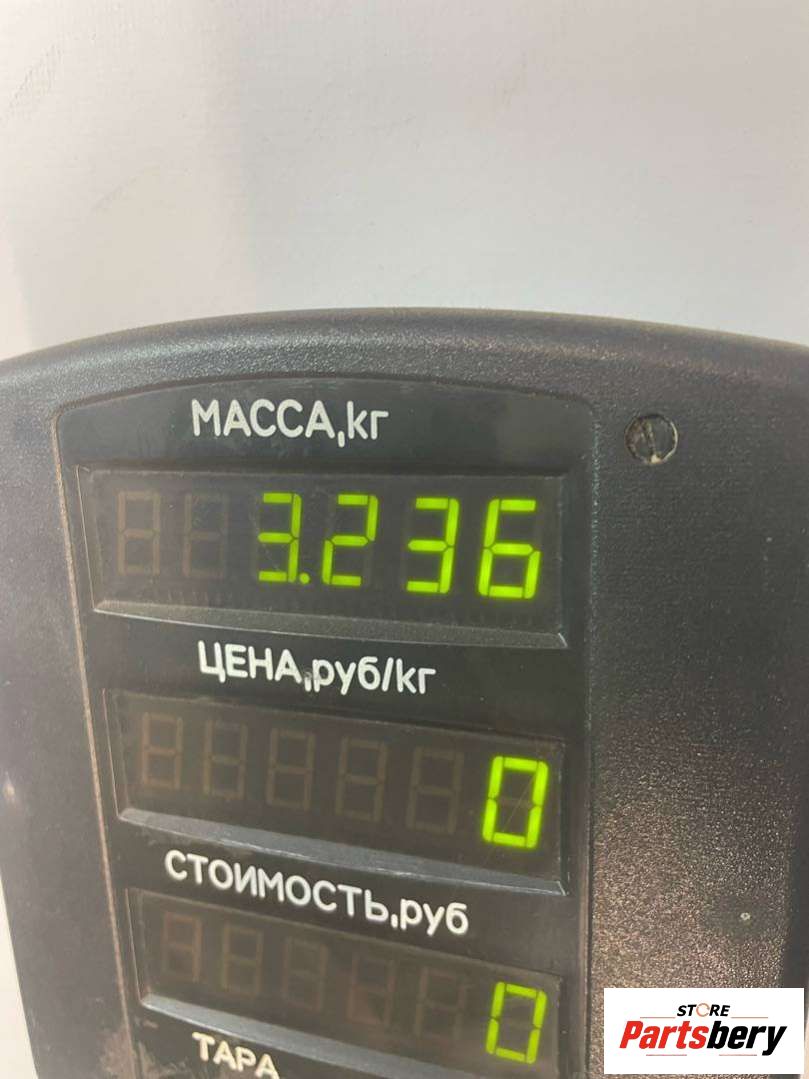 МАССА,кг
3.236
ЦЕНА,руб/кг
0
СТОИМОСТЬ,руб
0
ТАРА
STORE
Partsbery